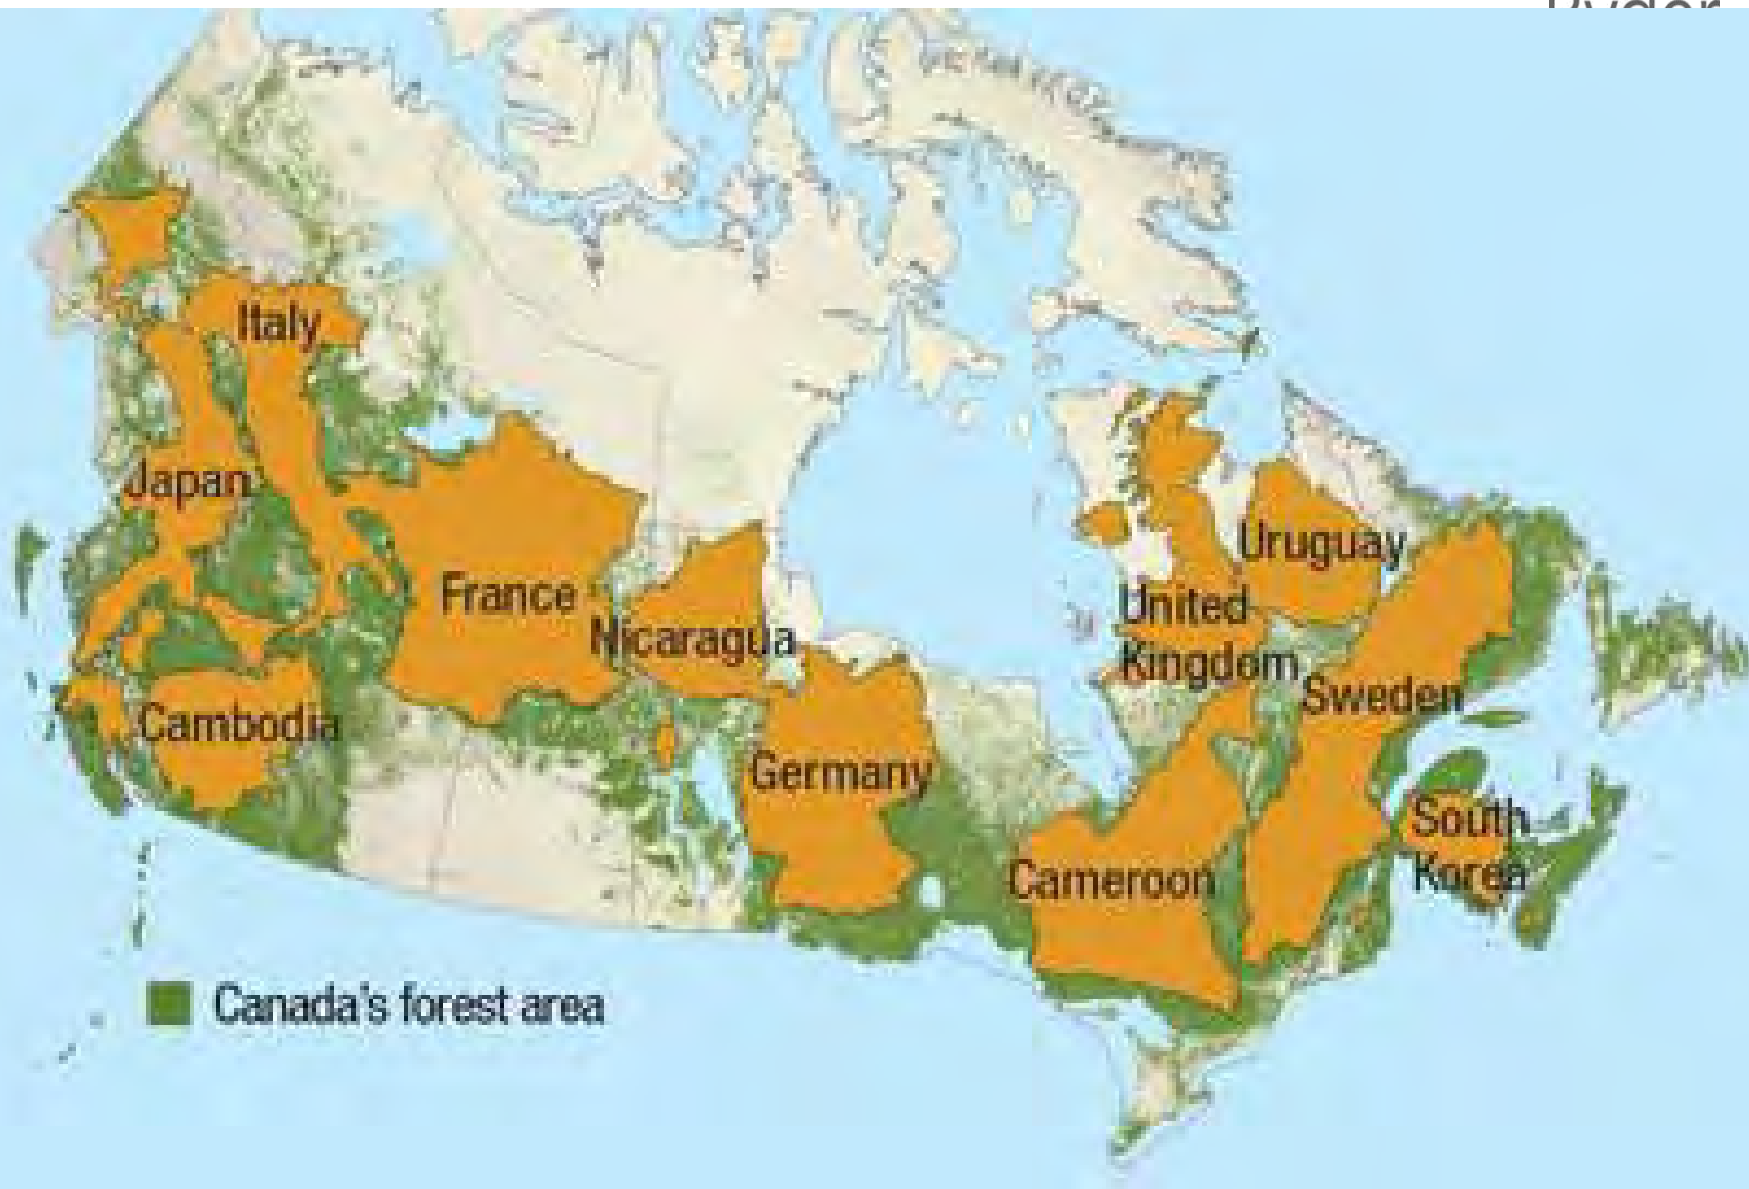 Italy
Japan
France
Uruguay
United
Kingdom
Nicaragua
Sweden
Cambodia
Germany
South
Korea
Cameroon
Canada's forest area